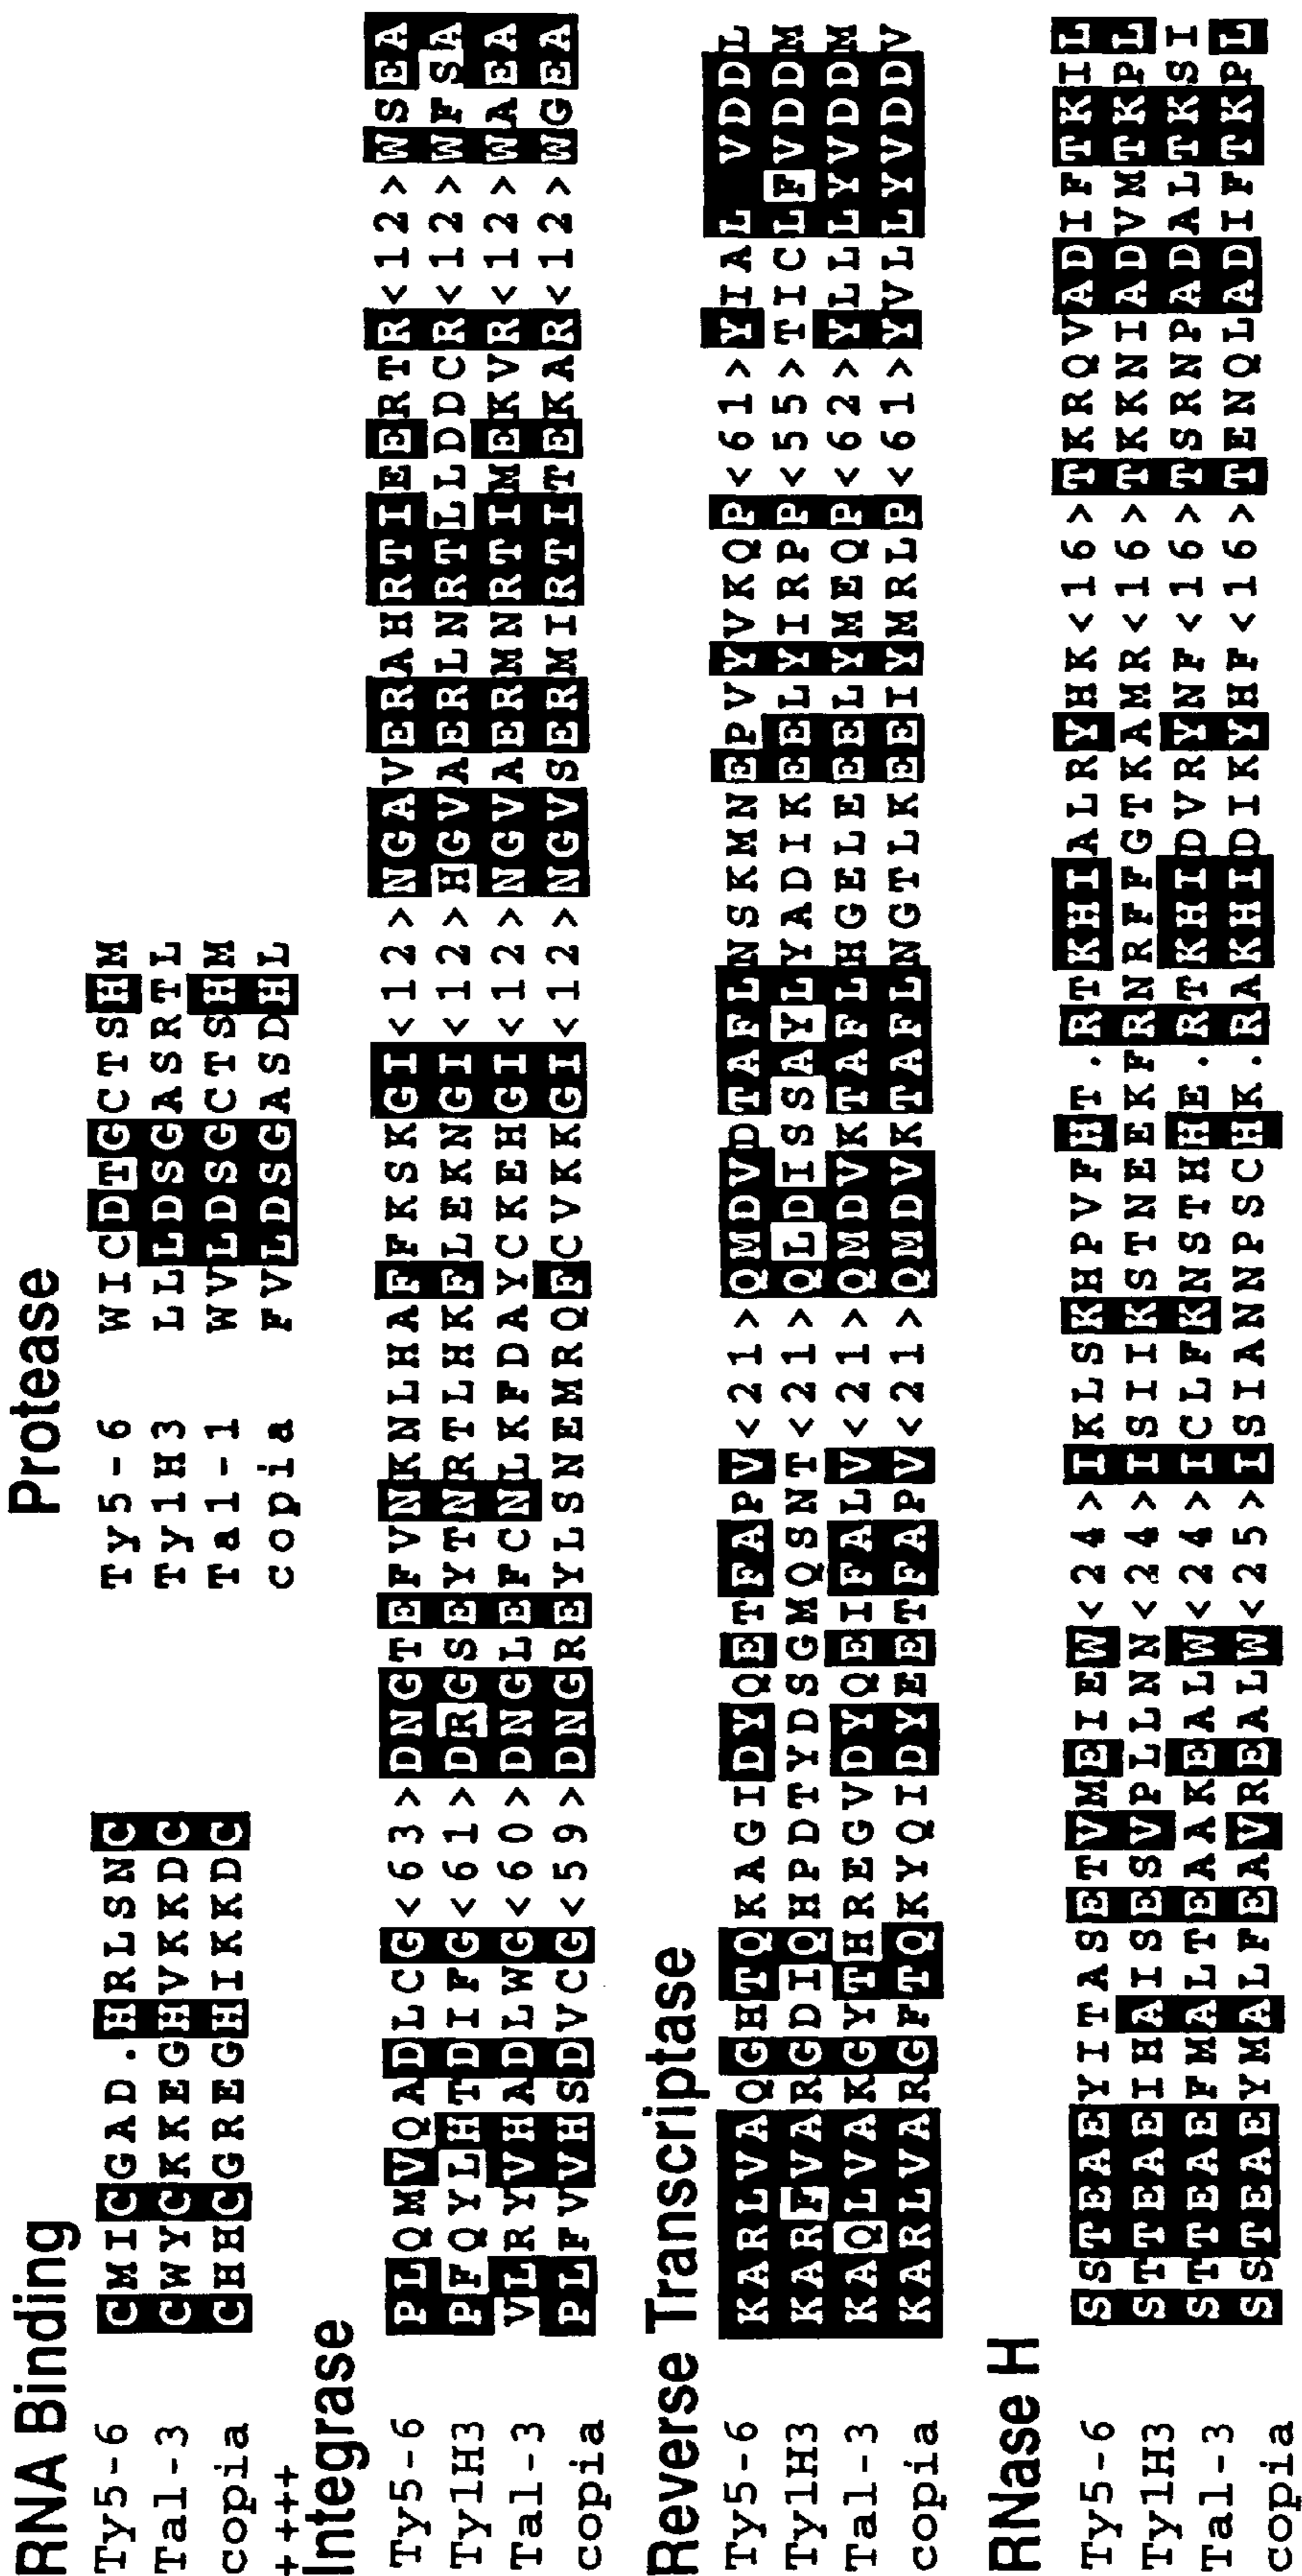 RNA Binding
Ty5-6 CMICGAD.HRLSNC
Ta1-3 CWYCKKEGHVKKDC
copia CHHCGREGHIKKDC
+ +++
Protease
Ty5-6 WICDTGCTSHM
Ty1H3 LLLDSGASRTL
Ta1-1 WVLDSGCTSHM
copia FVLDSGASDHL
Integrase
Ty5-6 PLQMVQADLCG<63>DNGTEFVNKNLHAFFKSKGI<12>NGAVERAHRTIEERTR<12>WSEA
Ty1H3 PFQYLHTDIFG<61>DRGSEYTNRTLHKFLEKNGI<12>HGVAERLNRTLLDDCR<12>WFSA
Ta1-3 VLRYVHADLWG<60>DNGLEFCNLKFDAYCKEHGI<12>NGVAERMNRTIMEKVR<12>WAEA
copia PLFVVHSDVCG<59>DNGREYLSNEMRQFCVKKGI<12>NGVSERMIRTITEKAR<12>WGEA
Reverse Transcriptase
Ty5-6 KARLVAQGHTQKAGIDYQETFAPV<21>QMDVDTAFLNSKMNEPVYVKQP<61>YIAL VDDL
Ty1H3 KARFVARGDIQHPDTYDSGMQSNT<21>QLDISSAYLYADIKEELYIRPP<55>TICLFVDDM
Ta1-3 KAQLVAKGYTHREGVDYQEIFALV<21>QMDVKTAFLHGELEEELYMEQP<62>YLLLYVDDM
copia KARLVARGFTQKYQIDYEETFAPV<21>QMDVKTAFLNGTLKEEIYMRLP<61>YVLLYVDDV
RNase H
Ty5-6 SSTEAEYITASETVMEIEW<24>IKLSKHPVFHT.RTKHIALRYHK<16>TKRQVADIFTKIL
Ty1H3 STTEAEIHAISESVPLLNN<24>ISIIKSTNEEKFRNRFFGTKAMR<16>TKKNIADVMTKPL
Ta1-3 STTEAEFMALTEAAKEALW<24>ICLFKNSTHHE.RTKHIDVRYNF<16>TSRNPADALTKSI
copia SSTEAEYMALFEAVREALW<25>ISIANNPSCHK.RAKHIDIKYHF<16>TENQLADIFTKPL